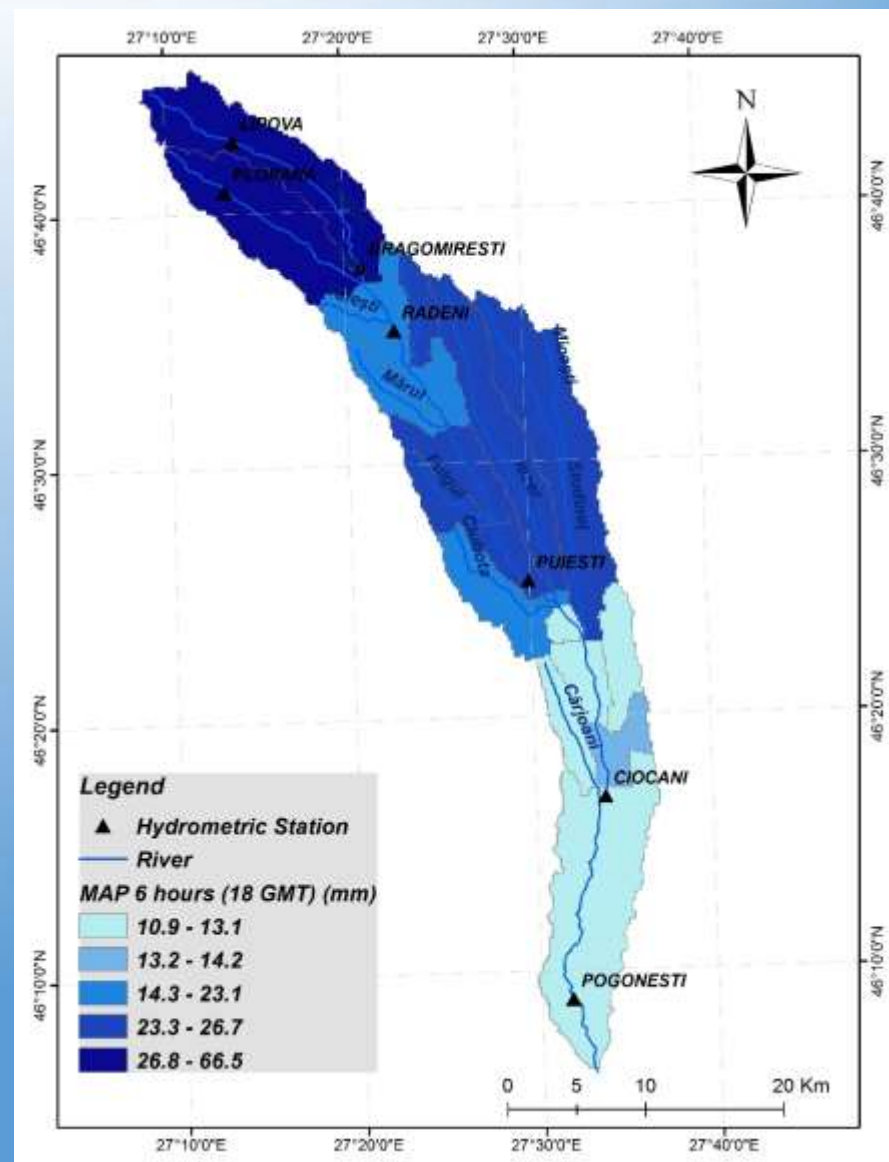 27°10'0"E 27°20'0"E 27°30'0"E 27°40'0"E
N
LIPOVA
46°40'0"N
46°40'0"N
DRAGOMIRESTI
RADENI
Mărul
46°30'0"N
46°30'0"N
PUIESTI
Cârjoani
46°20'0"N
46°20'0"N
CIOCANI
Legend
Hydrometric Station
River
MAP 6 hours (18 GMT) (mm)
10.9 - 13.1
13.2 - 14.2
14.3 - 23.1
23.3 - 26.7
26.8 - 66.5
46°10'0"N
46°10'0"N
POGONESTI
0 5 10 20 Km
27°10'0"E 27°20'0"E 27°30'0"E 27°40'0"E